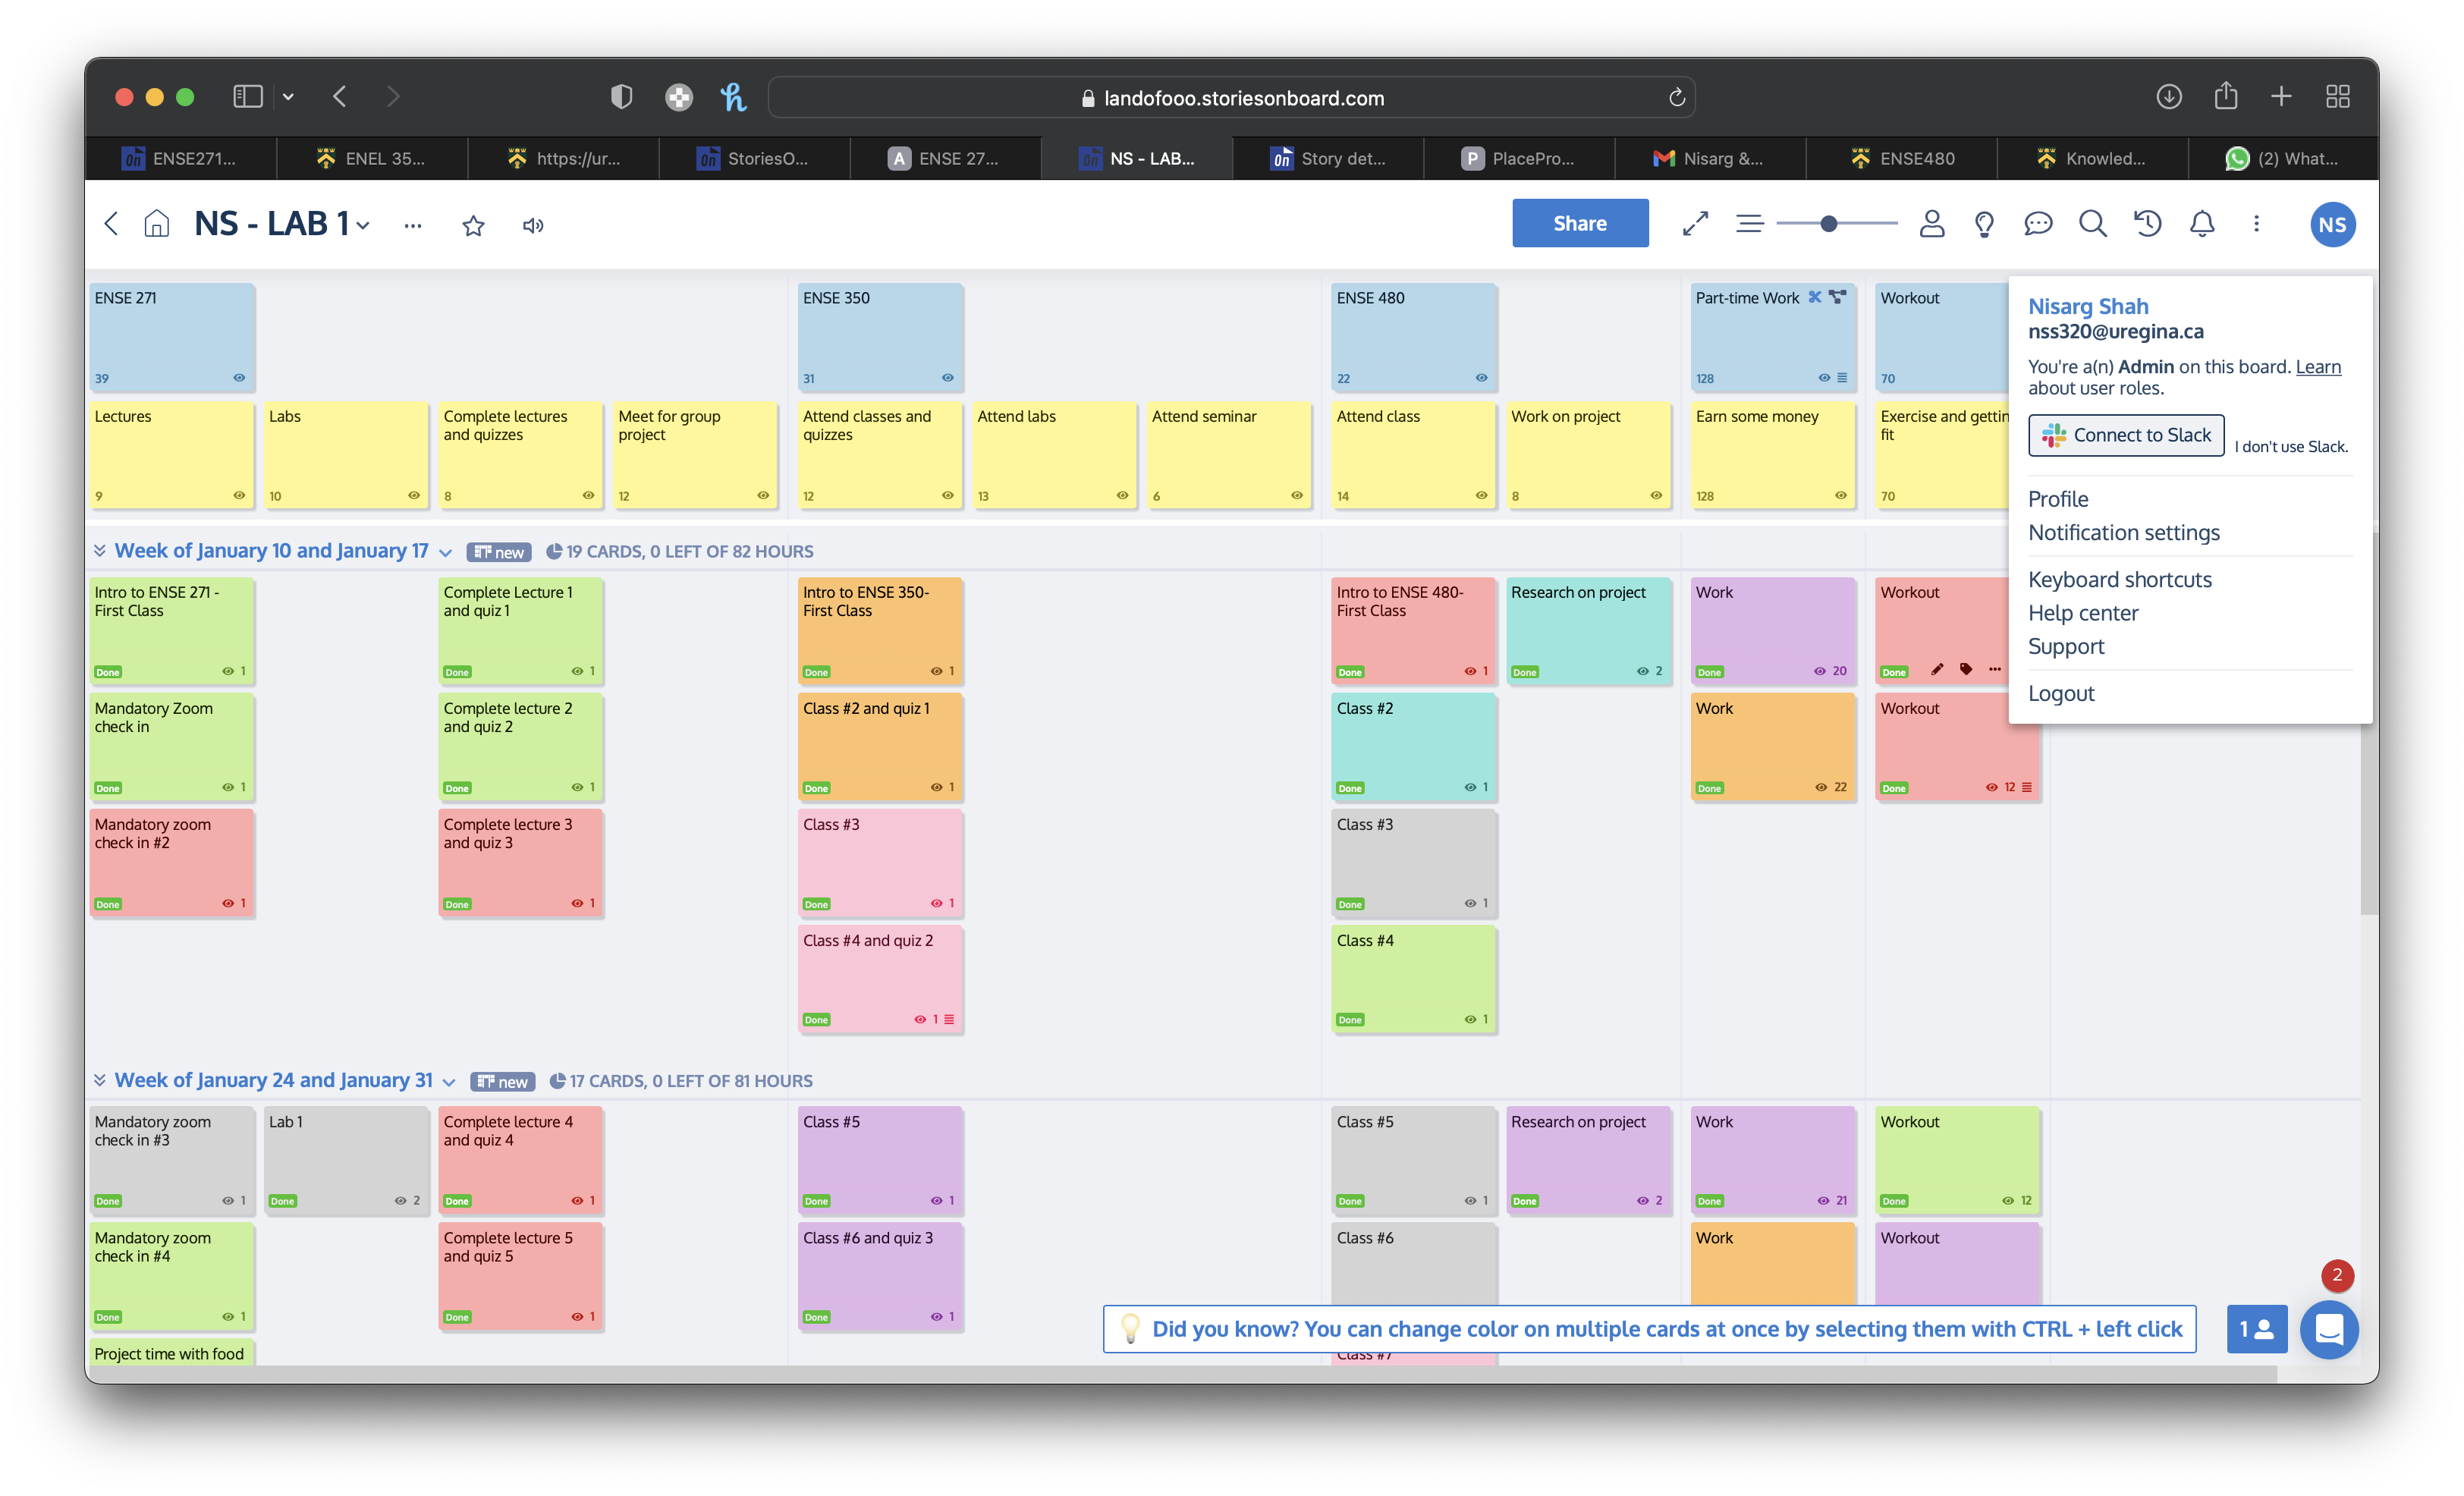 landofooo.storiesonboard.com
ENSE271...
ENEL 35...
https://ur...
StoriesO...
A ENSE 27...
NS - LAB...
Story det...
P PlacePro...
Nisarg &...
ENSE480
Knowled...
(2) What...
NS - LAB 1
Share
NS
ENSE 271
39
ENSE 350
31
ENSE 480
22
Part-time Work
128
Workout
70
Nisarg Shah
nss320@uregina.ca
You're a(n) Admin on this board. Learn
about user roles.
Connect to Slack
I don't use Slack.
Profile
Notification settings
Keyboard shortcuts
Help center
Support
Logout
Lectures
9
Labs
10
Complete lectures
and quizzes
8
Meet for group
project
12
Attend classes and
quizzes
12
Attend labs
13
Attend seminar
6
Attend class
14
Work on project
8
Earn some money
128
Exercise and gettin
fit
70
Week of January 10 and January 17
new
19 CARDS, 0 LEFT OF 82 HOURS
Intro to ENSE 271 -
First Class
Done 1
Complete Lecture 1
and quiz 1
Done 1
Intro to ENSE 350-
First Class
Done 1
Intro to ENSE 480-
First Class
Done 1
Research on project
Done 2
Work
Done 20
Workout
Done
Mandatory Zoom
check in
Done 1
Complete lecture 2
and quiz 2
Done 1
Class #2 and quiz 1
Done 1
Class #2
Done 1
Work
Done 22
Workout
Done 12
Mandatory zoom
check in #2
Done 1
Complete lecture 3
and quiz 3
Done 1
Class #3
Done 1
Class #3
Done 1
Class #4 and quiz 2
Done 1
Class #4
Done 1
Week of January 24 and January 31
new
17 CARDS, 0 LEFT OF 81 HOURS
Mandatory zoom
check in #3
Done 1
Lab 1
Done 2
Complete lecture 4
and quiz 4
Done 1
Class #5
Done 1
Class #5
Done 1
Research on project
Done 2
Work
Done 21
Workout
Done 12
Mandatory zoom
check in #4
Done 1
Complete lecture 5
and quiz 5
Done 1
Class #6 and quiz 3
Done 1
Class #6
Work
Workout
2
Did you know? You can change color on multiple cards at once by selecting them with CTRL + left click
1
Project time with food
Class #7